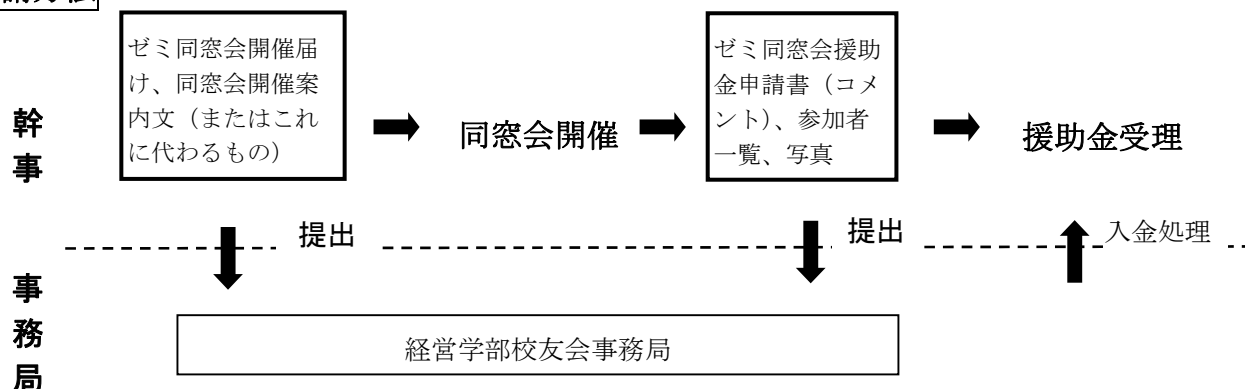 ゼミ同窓会開催届
け、同窓会開催案
内文（またはこれ
に代わるもの）
同窓会開催
ゼミ同窓会援助
金申請書（コメ
ント）、参加者
一覧、写真
援助金受理
幹
事
提出
提出
入金処理
事
務
局
経営学部校友会事務局